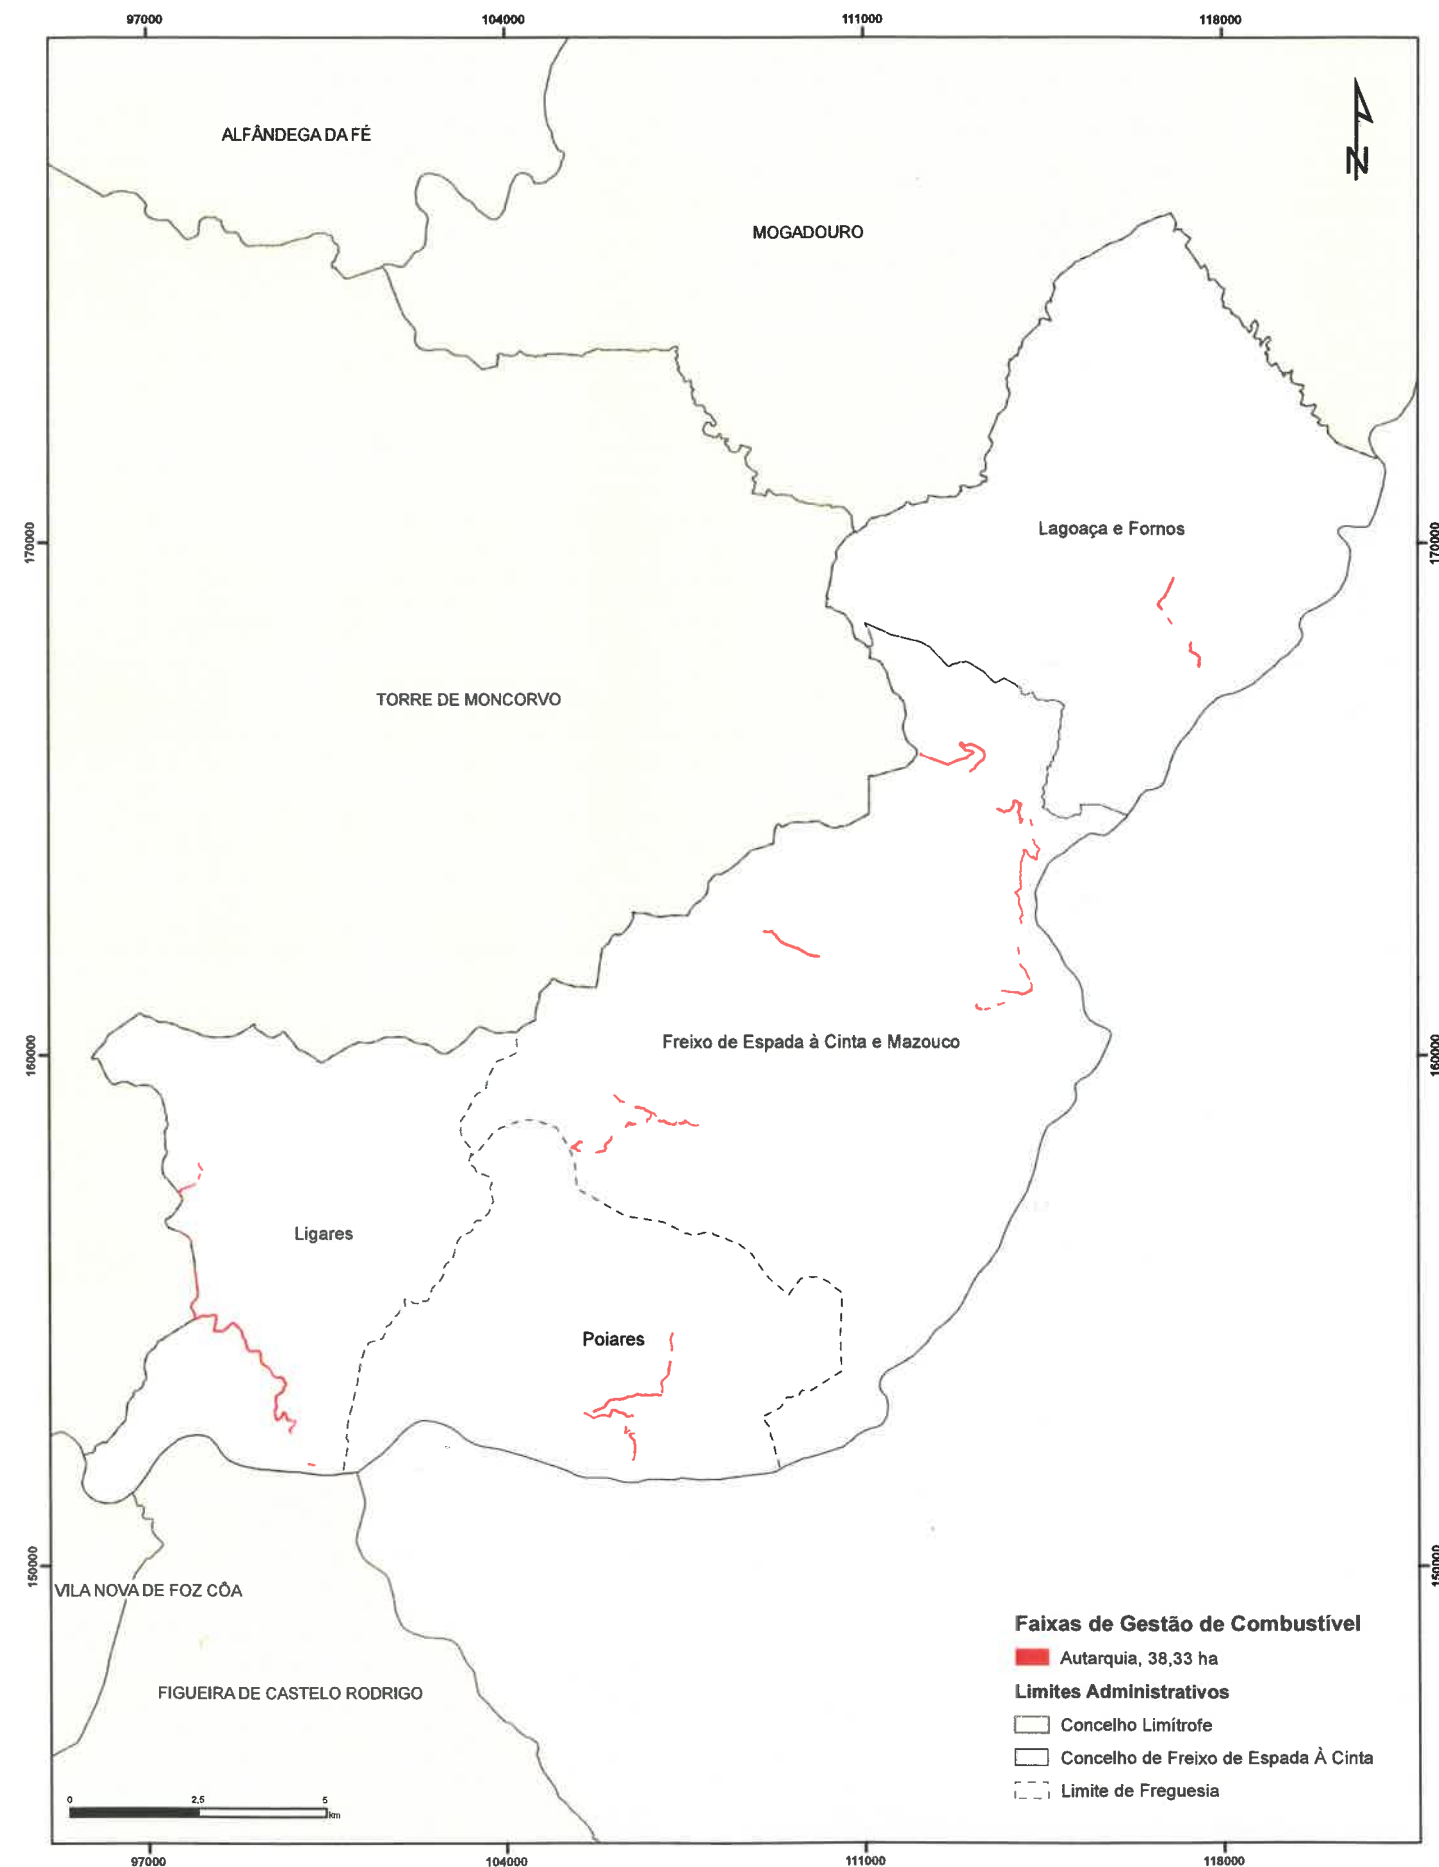 97000 104000 111000 118000
ALFÂNDEGA DA FÉ
N
MOGADOURO
170000 170000
Lagoaça e Fornos
TORRE DE MONCORVO
160000 160000
Freixo de Espada à Cinta e Mazouco
Ligares
Poiares
150000 150000
VILA NOVA DE FOZ CÔA
FIGUEIRA DE CASTELO RODRIGO
Faixas de Gestão de Combustível
Autarquia, 38,33 ha
Limites Administrativos
Concelho Limítrofe
Concelho de Freixo de Espada À Cinta
Limite de Freguesia
0 2,5 5
km
97000 104000 111000 118000